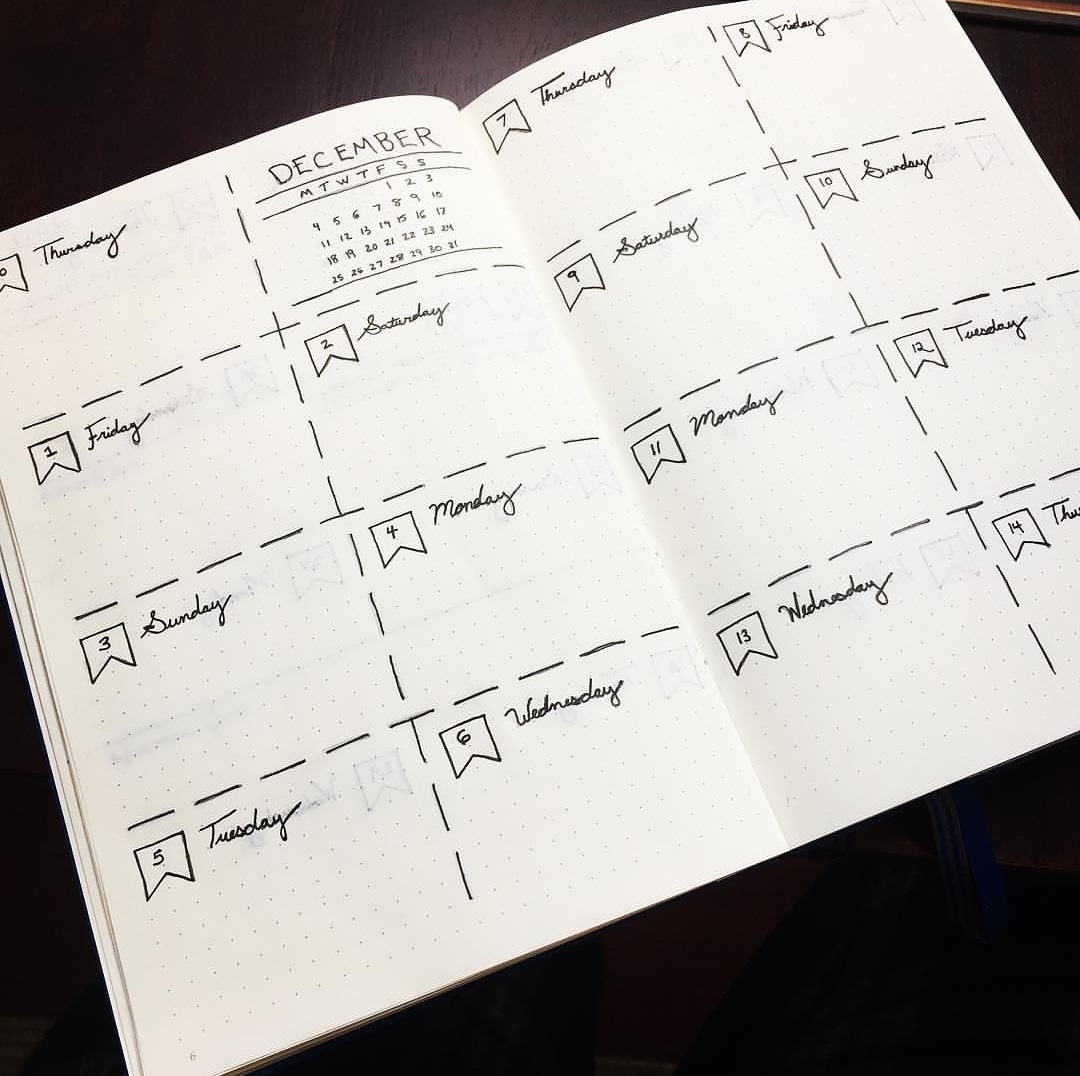 0 Thursday
DECEMBER
M T W T F S S
1 2 3
4 5 6 7 8 9 10
11 12 13 14 15 16 17
18 19 20 21 22 23 24
25 26 27 28 29 30 31
1 Friday
2 Saturday
3 Sunday
4 Monday
5 Tuesday
6 Wednesday
6
7 Thursday
8 Friday
9 Saturday
10 Sunday
11 Monday
12 Tuesday
13 Wednesday
14 Thu